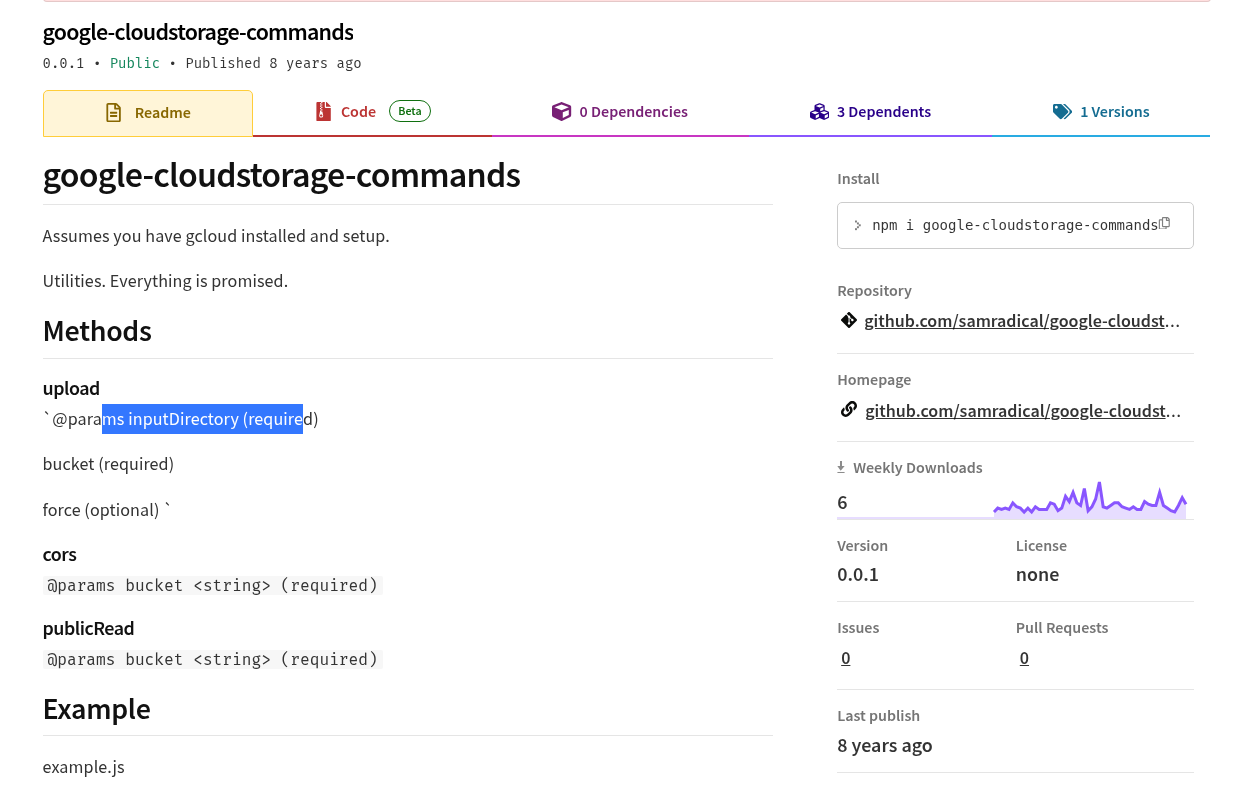 google-cloudstorage-commands
0.0.1 • Public • Published 8 years ago
Readme
Code Beta
0 Dependencies
3 Dependents
1 Versions
google-cloudstorage-commands
Assumes you have gcloud installed and setup.
Utilities. Everything is promised.
Methods
upload
`@params inputDirectory (required)
bucket (required)
force (optional) `
cors
@params bucket <string> (required)
publicRead
@params bucket <string> (required)
Example
example.js
Install
> npm i google-cloudstorage-commands
Repository
github.com/samradical/google-cloudst...
Homepage
github.com/samradical/google-cloudst...
Weekly Downloads
6
Version
License
0.0.1
none
Issues
Pull Requests
0
0
Last publish
8 years ago